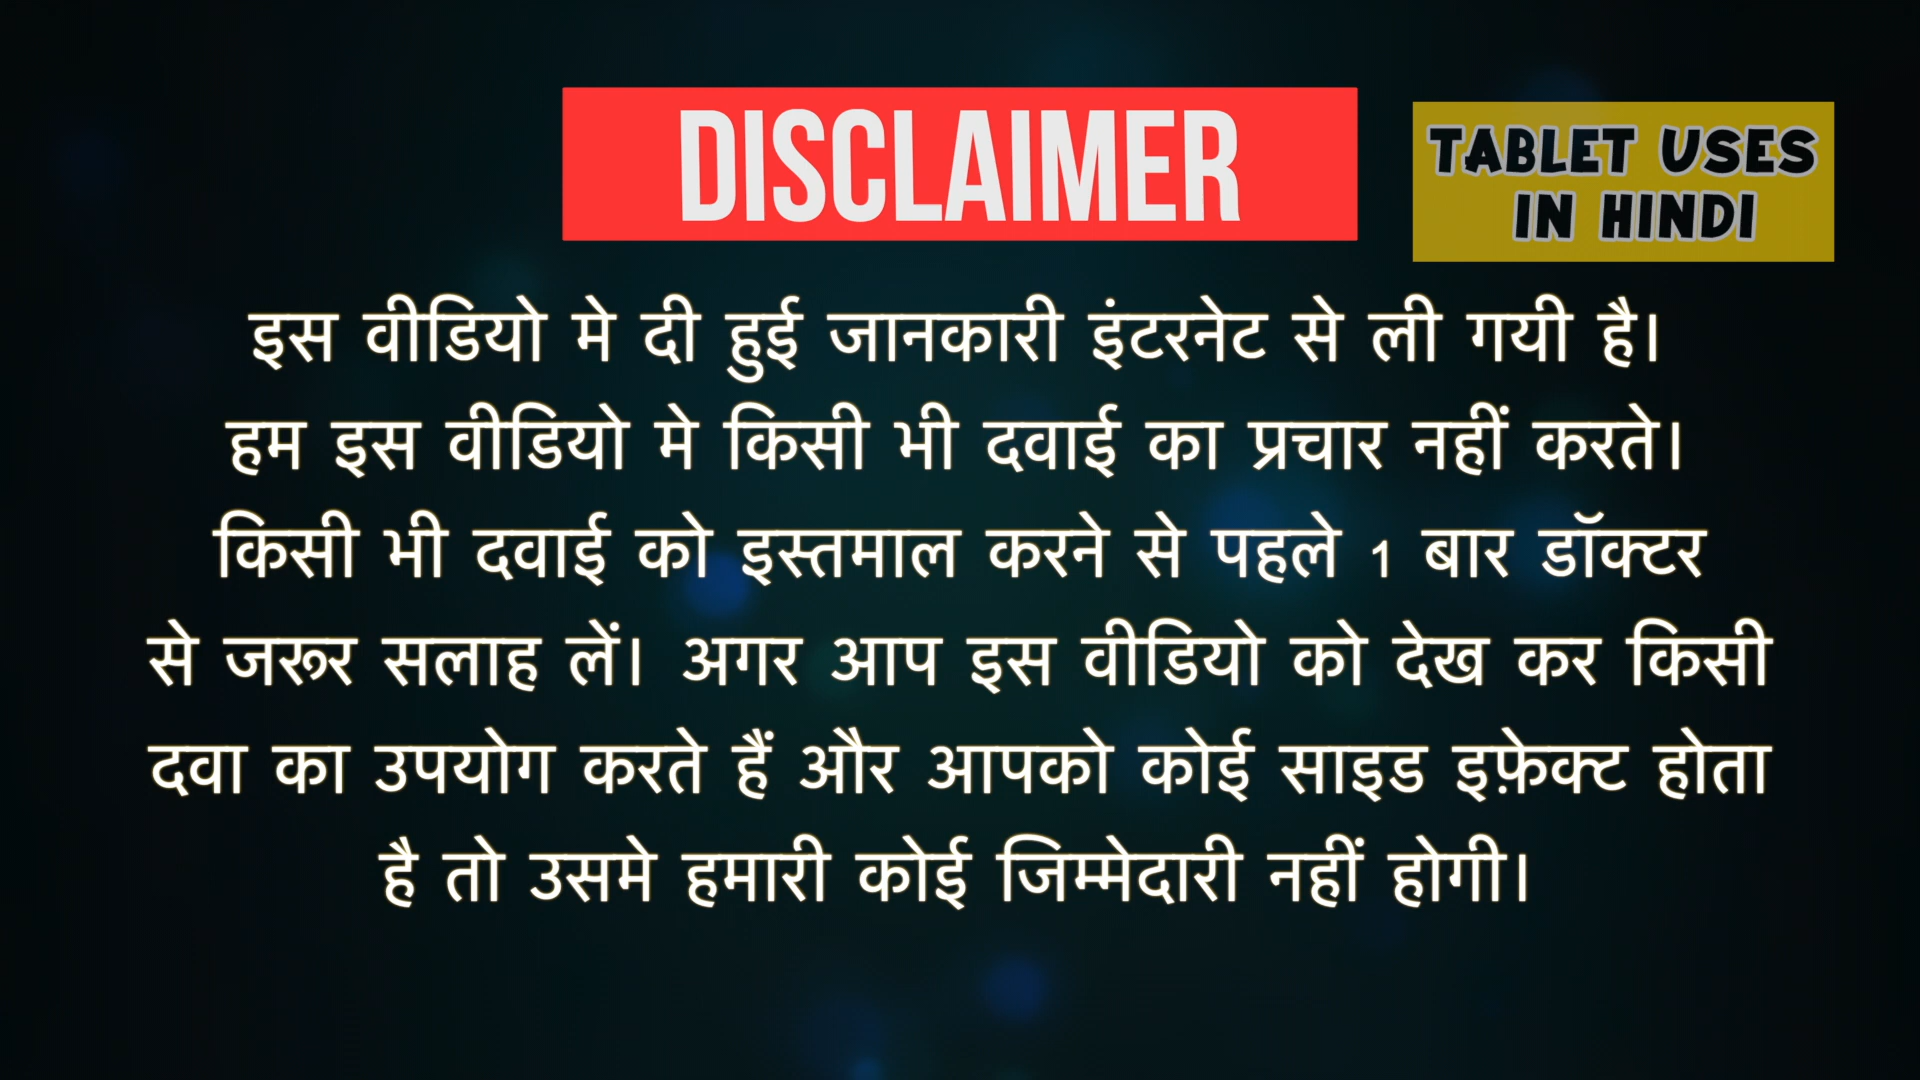 DISCLAIMER
TABLET USES
IN HINDI
इस वीडियो मे दी हुई जानकारी इंटरनेट से ली गयी है।
हम इस वीडियो मे किसी भी दवाई का प्रचार नहीं करते।
किसी भी दवाई को इस्तमाल करने से पहले 1 बार डॉक्टर
से जरूर सलाह लें। अगर आप इस वीडियो को देख कर किसी
दवा का उपयोग करते हैं और आपको कोई साइड इफ़ेक्ट होता
है तो उसमे हमारी कोई जिम्मेदारी नहीं होगी।